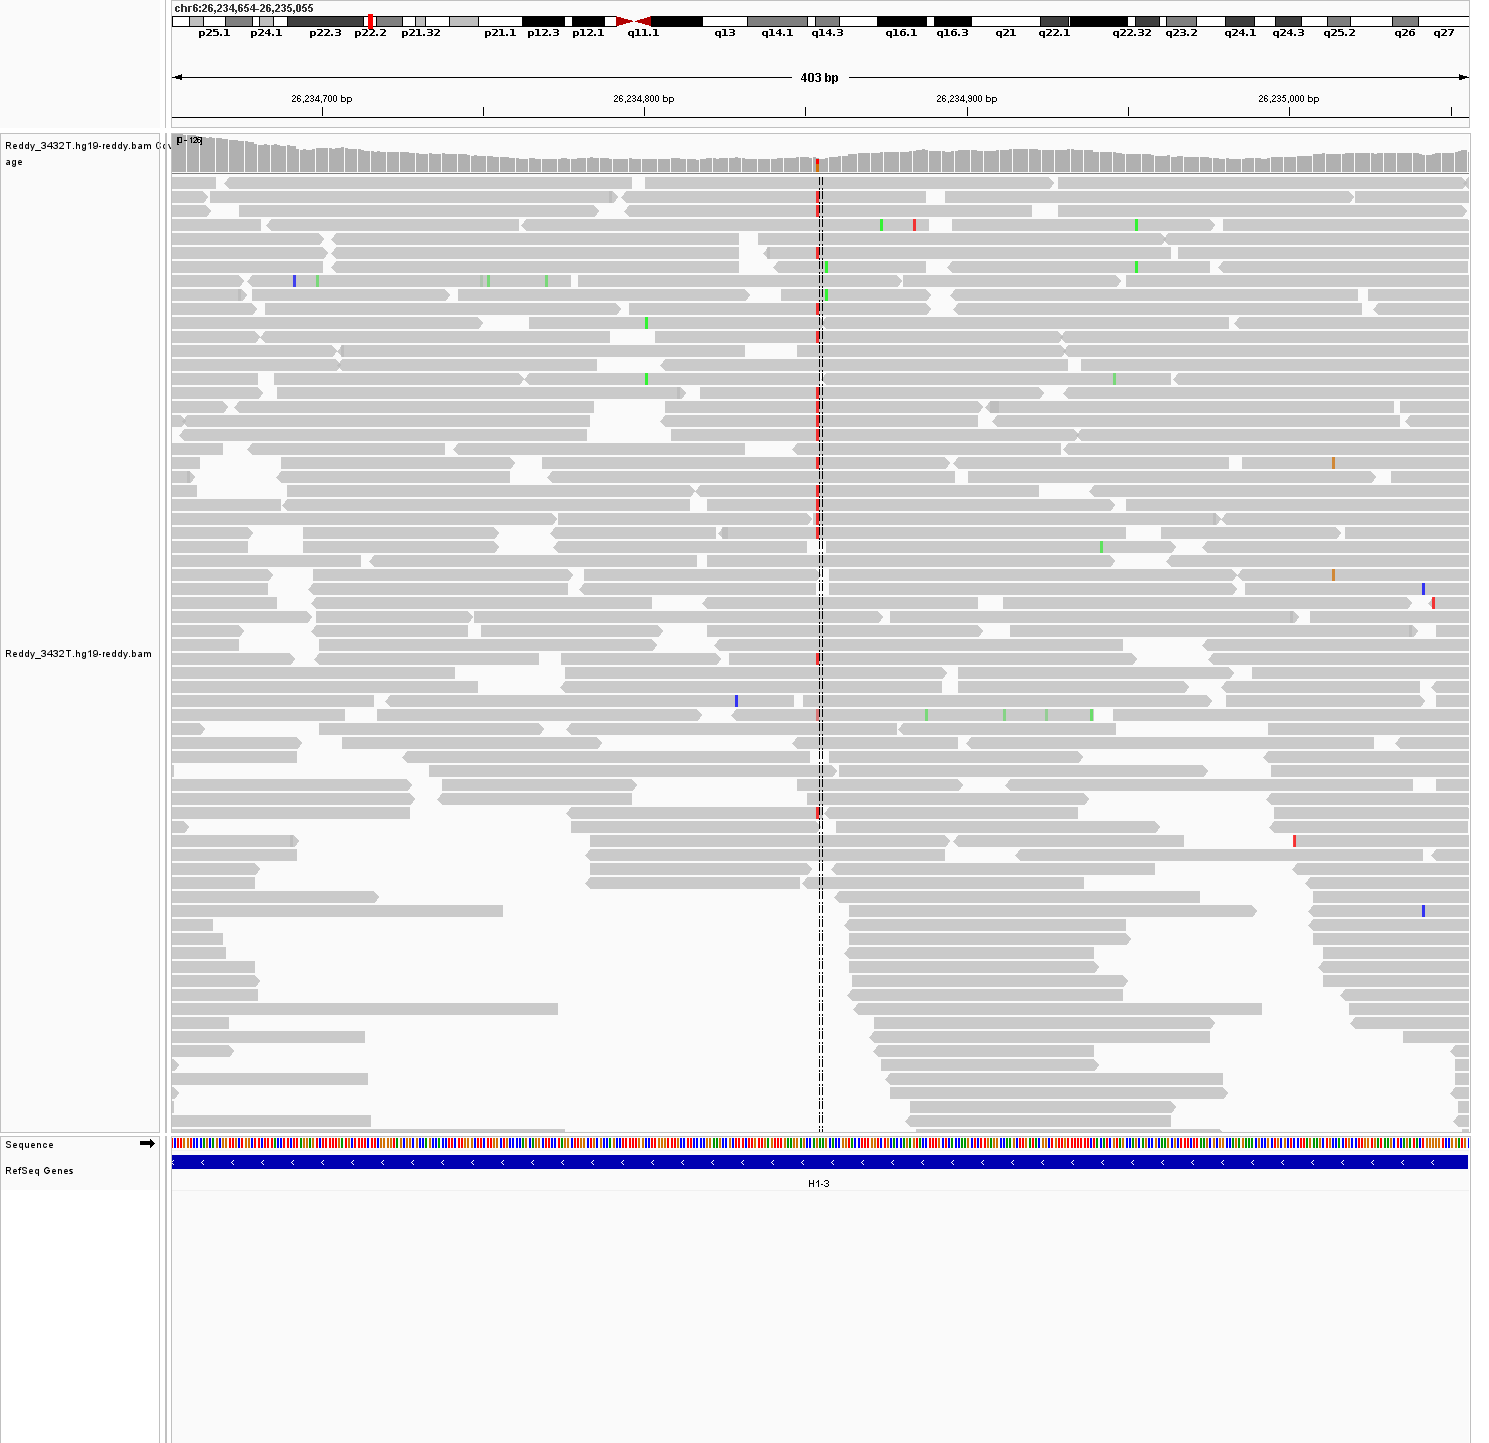 chr6:26,234,654-26,235,055
p25.1 p24.1 p22.3 p22.2 p21.32 p21.1 p12.3 p12.1 q11.1 q13 q14.1 q14.3 q16.1 q16.3 q21 q22.1 q22.32 q23.2 q24.1 q24.3 q25.2 q26 q27
403 bp
26,234,700 bp 26,234,800 bp 26,234,900 bp 26,235,000 bp
[0 - 126]
Reddy_3432T.hg19-reddy.bam Cov
age
Reddy_3432T.hg19-reddy.bam
Sequence
RefSeq Genes
H1-3